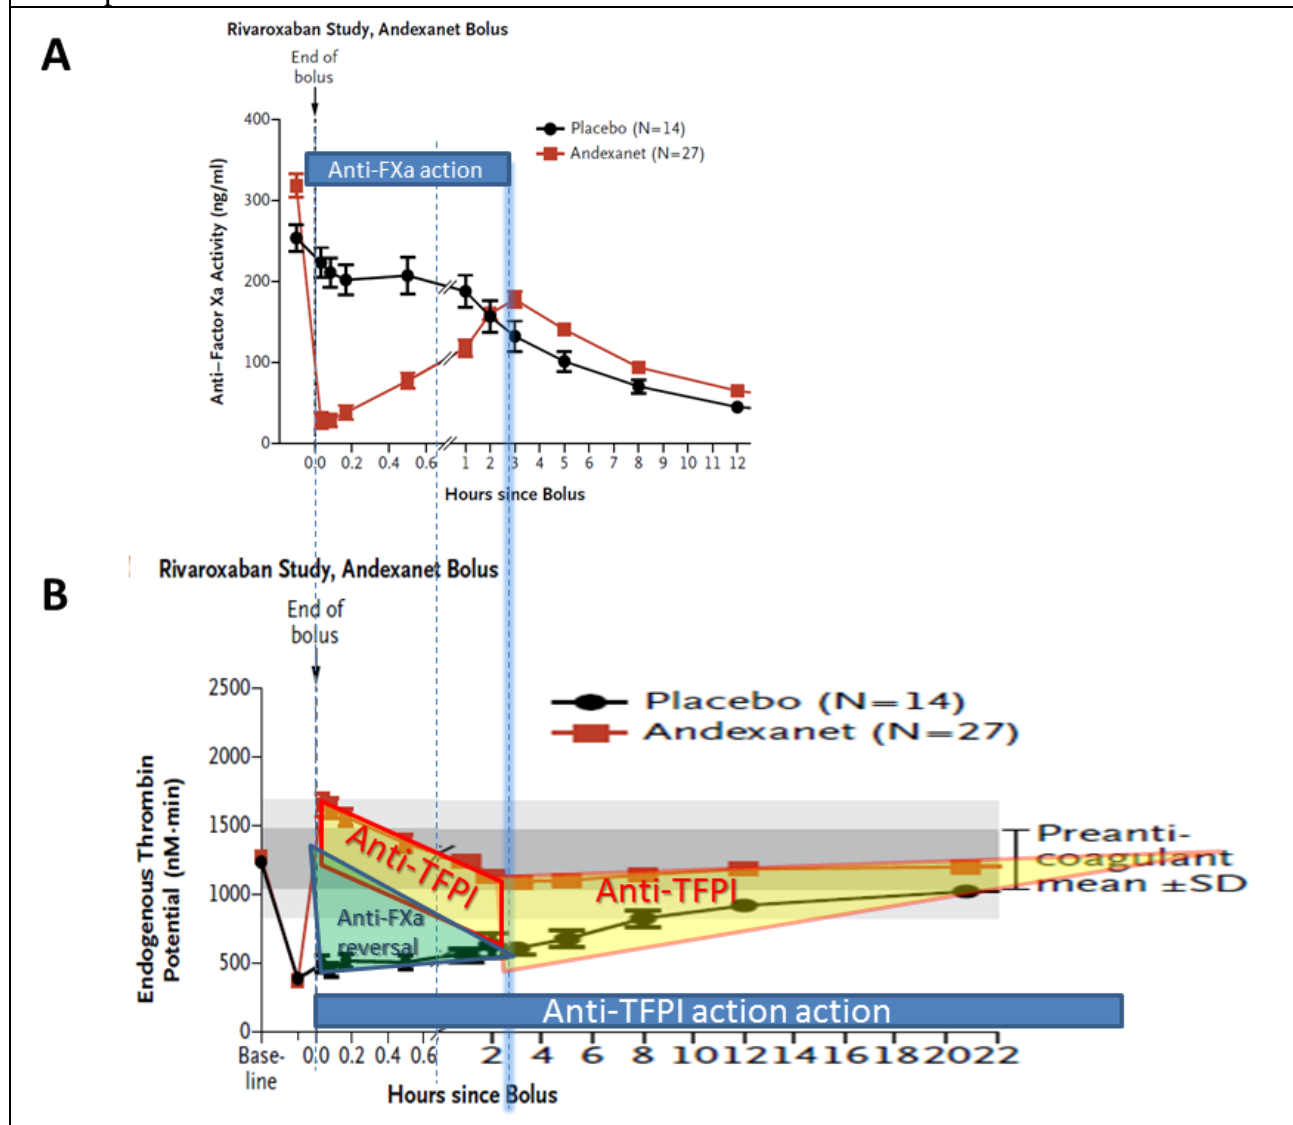 A
Rivaroxaban Study, Andexanet Bolus
End of
bolus
Placebo (N=14)
Andexanet (N=27)
Anti-FXa action
Anti–Factor Xa Activity (ng/ml)
400
300
200
100
0
0.0 0.2 0.4 0.6 1 2 3 4 5 6 7 8 9 10 11 12
Hours since Bolus
B
Rivaroxaban Study, Andexanet Bolus
End of
bolus
Placebo (N=14)
Andexanet (N=27)
Endogenous Thrombin
Potential (nM·min)
2500
2000
1500
1000
500
0
Anti-TFPI
Anti-FXa
reversal
Anti-TFPI
Preanti-
coagulant
mean ±SD
Anti-TFPI action action
Base-
line
0.0 0.2 0.4 0.6 2 4 6 8 10 12 14 16 18 20 22
Hours since Bolus